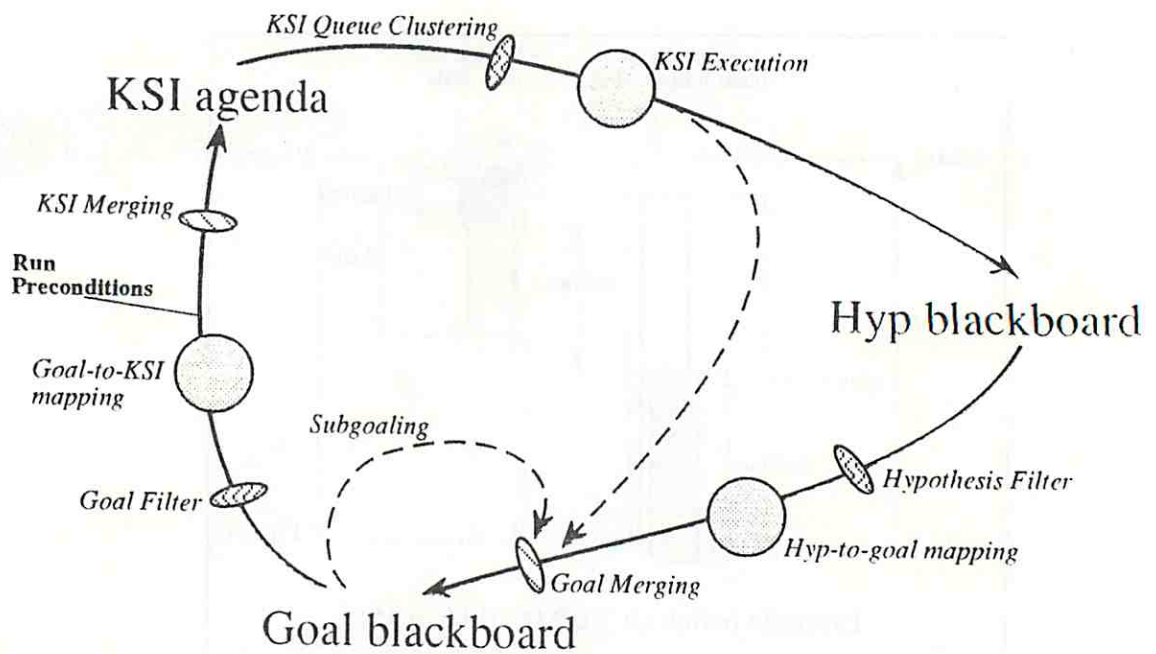 KSI Queue Clustering
KSI Execution
KSI agenda
KSI Merging
Run
Preconditions
Hyp blackboard
Goal-to-KSI
mapping
Subgoaling
Goal Filter
Hypothesis Filter
Hyp-to-goal mapping
Goal Merging
Goal blackboard